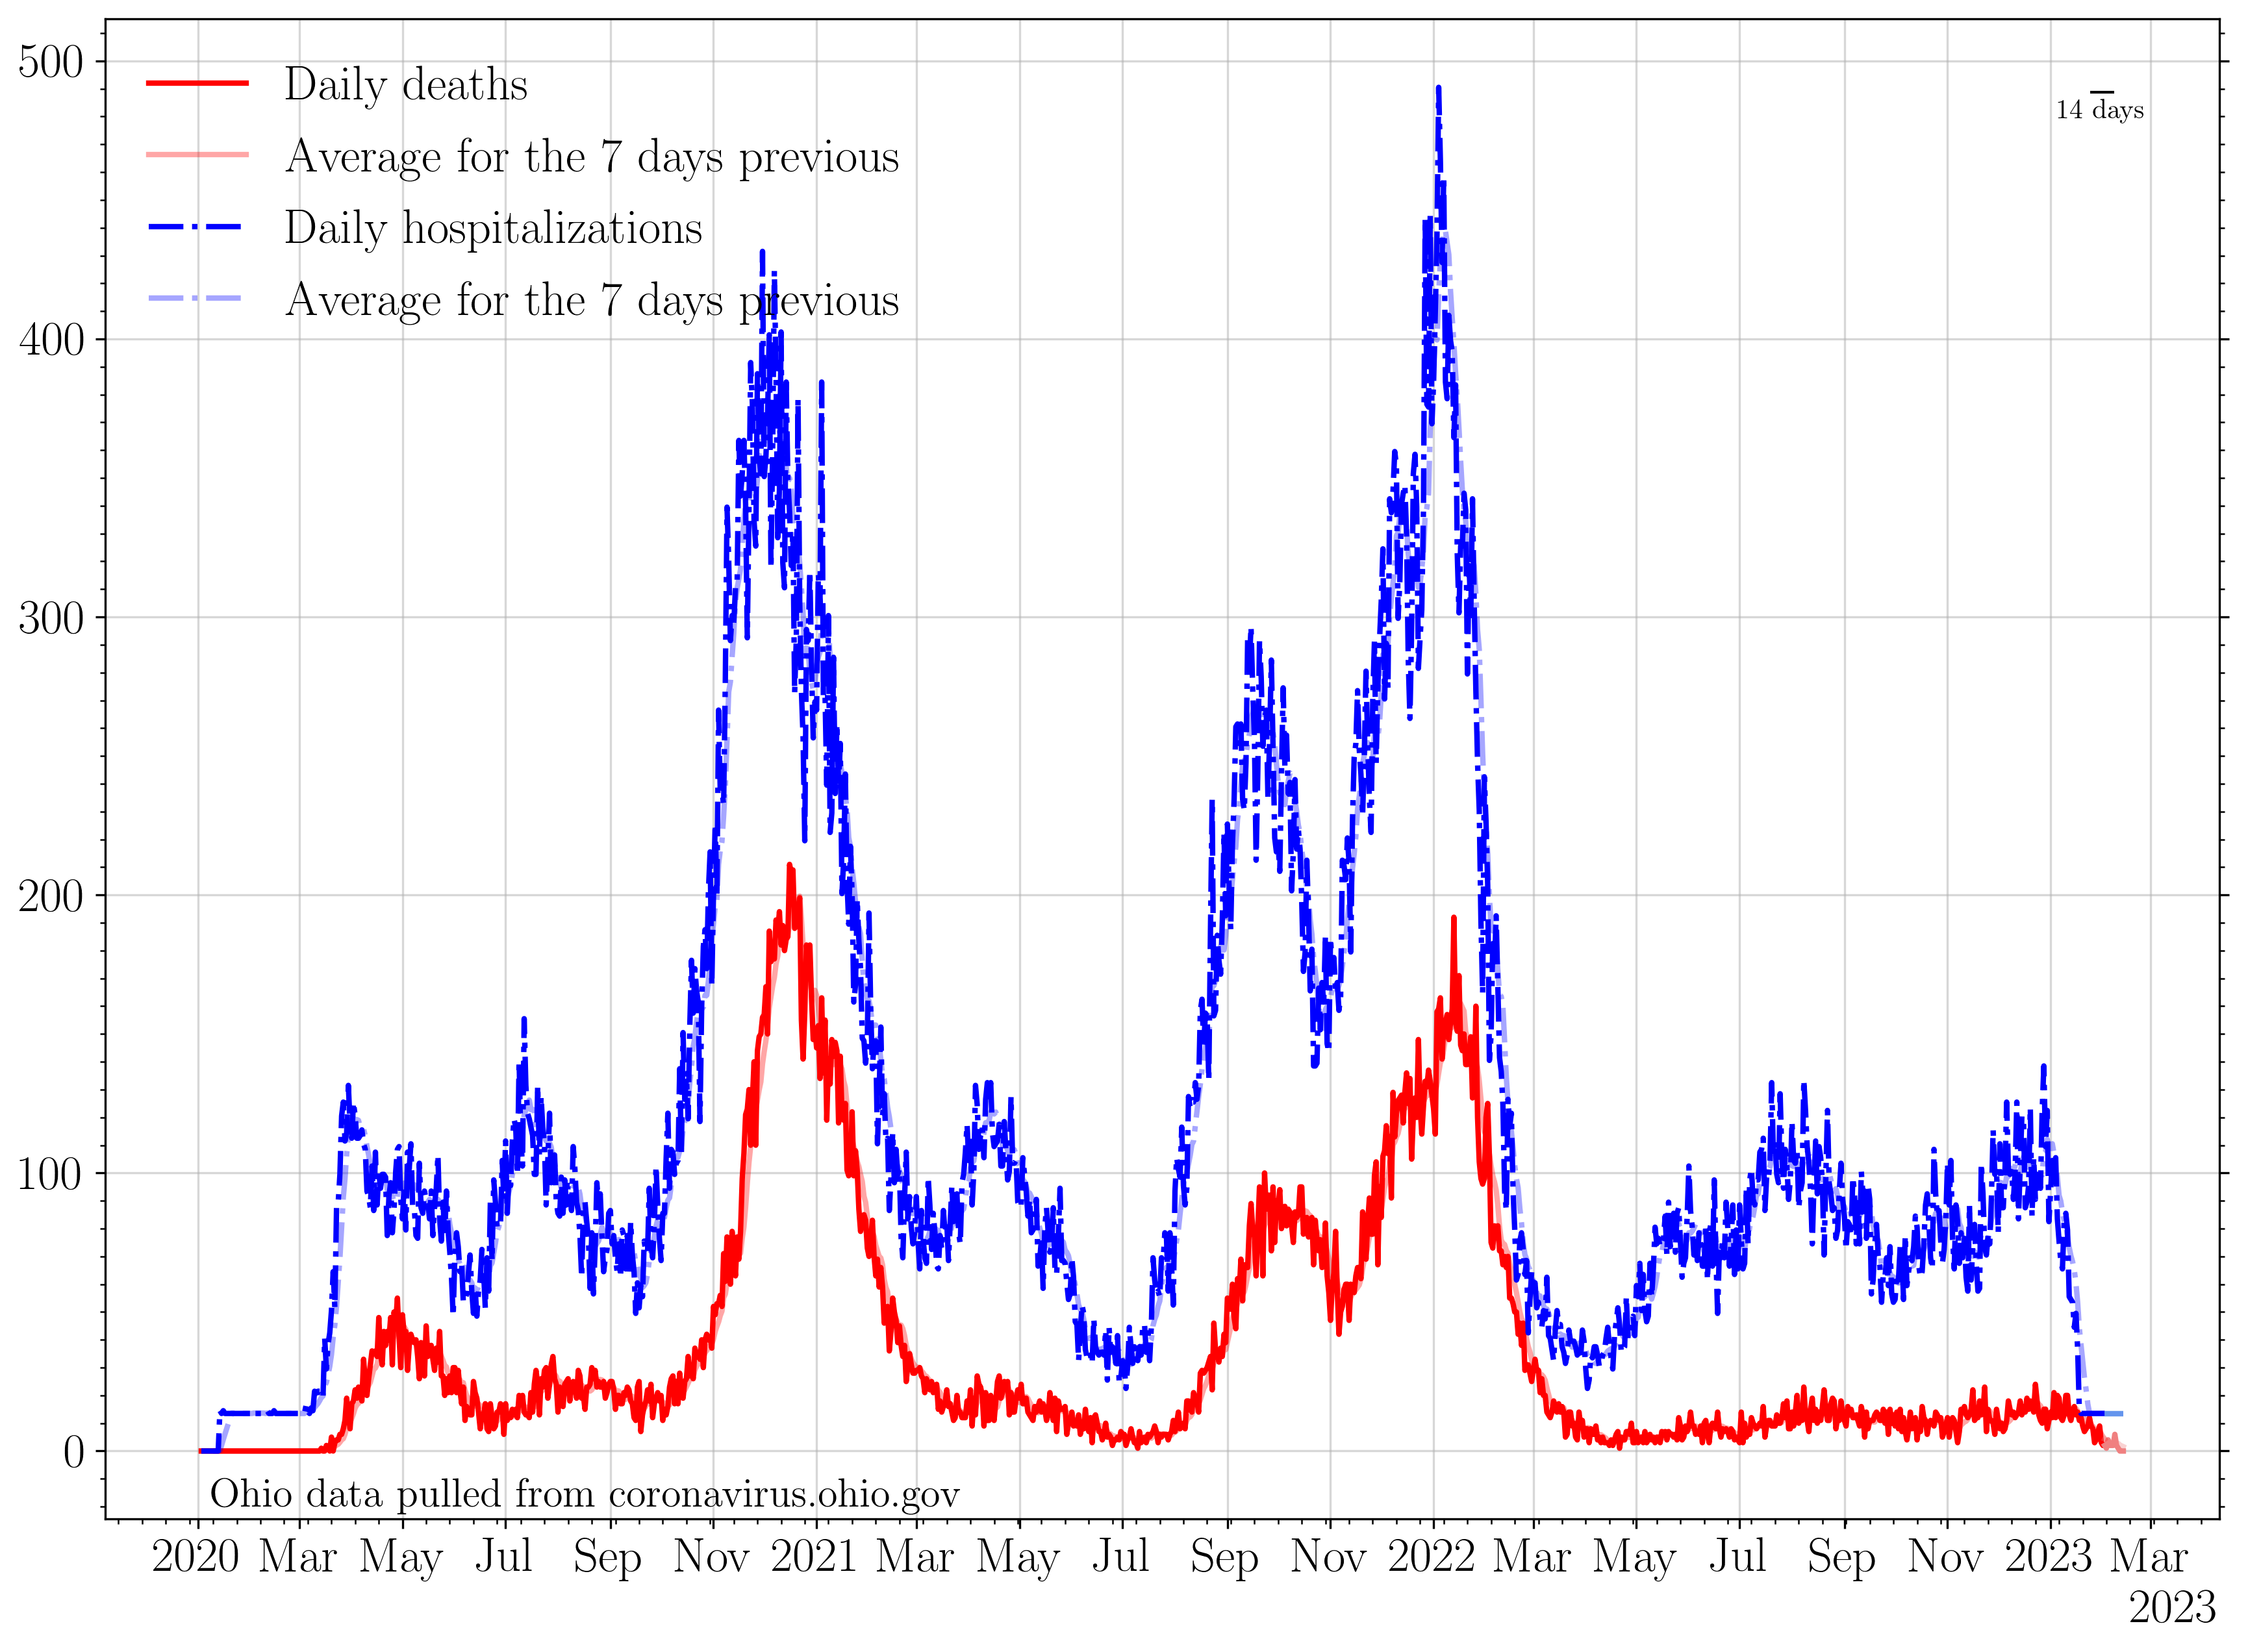 500
400
300
200
100
0
Daily deaths
Average for the 7 days previous
Daily hospitalizations
Average for the 7 days previous
14 days
Ohio data pulled from coronavirus.ohio.gov
2020 Mar May Jul Sep Nov 2021 Mar May Jul Sep Nov 2022 Mar May Jul Sep Nov 2023 Mar
2023